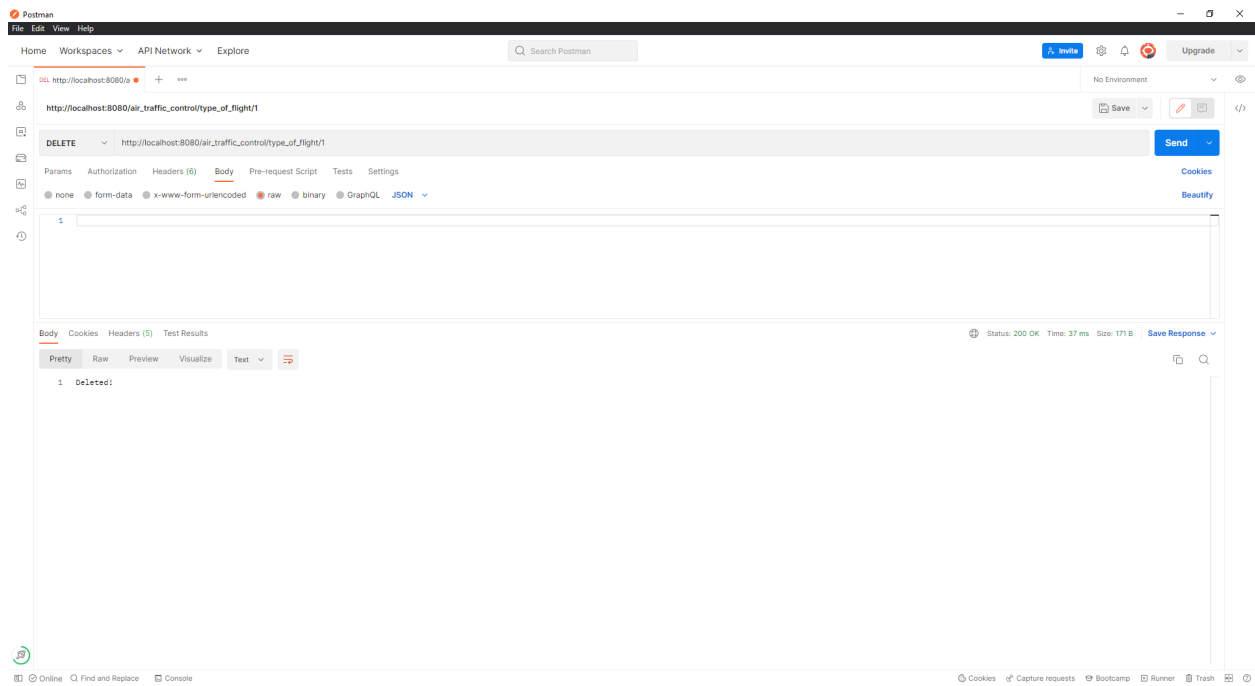 Postman
File Edit View Help
Home Workspaces API Network Explore Search Postman Invite Upgrade
DEL http://localhost:8080/a No Environment
http://localhost:8080/air_traffic_control/type_of_flight/1 Save
DELETE http://localhost:8080/air_traffic_control/type_of_flight/1 Send
Params Authorization Headers (6) Body Pre-request Script Tests Settings Cookies
none form-data x-www-form-urlencoded raw binary GraphQL JSON Beautify
1
Body Cookies Headers (5) Test Results Status: 200 OK Time: 37 ms Size: 171 B Save Response
Pretty Raw Preview Visualize Text
1 Deleted!
Online Find and Replace Console Cookies Capture requests Bootcamp Runner Trash